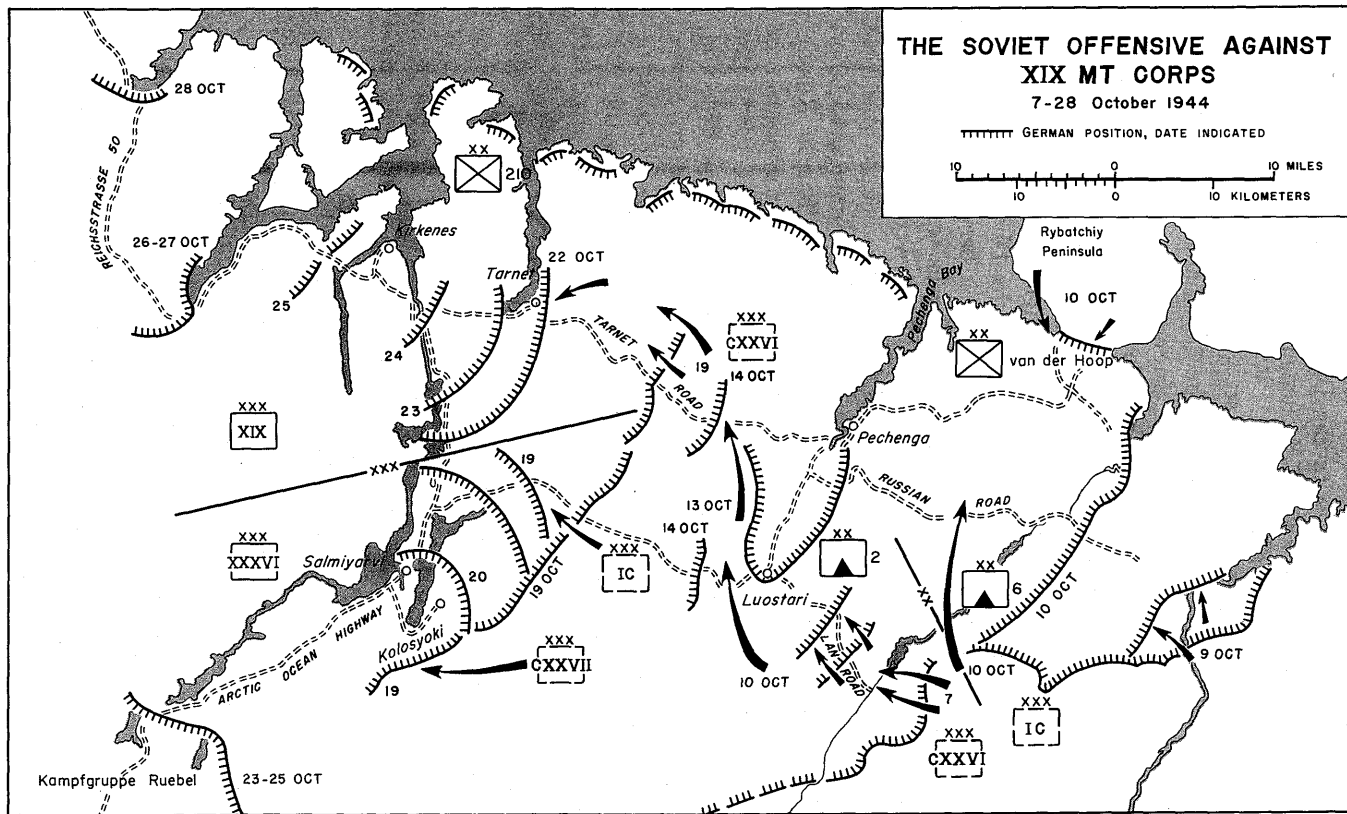 THE SOVIET OFFENSIVE AGAINST
XIX MT CORPS
7-28 October 1944
GERMAN POSITION, DATE INDICATED
10 0 10 MILES
10 0 10 KILOMETERS
28 OCT
REICHSSTRASSE 50
XX
210
Kirkenes
26-27 OCT
25
Tarnet
22 OCT
24
23
TARNET
ROAD
19
XXX
CXXVI
14 OCT
Pechenga Bay
Rybatchiy
Peninsula
10 OCT
XX
van der Hoop
XXX
XIX
XXX
Pechenga
RUSSIAN
ROAD
19
13 OCT
14 OCT
XXX
XXXVI
Salmiyarvi
20
19 OCT
XXX
IC
Luostari
XX
2
XX
XX
6
10 OCT
LAN ROAD
ARCTIC OCEAN HIGHWAY
Kolosyoki
19
XXX
CXXVII
10 OCT
7
10 OCT
9 OCT
XXX
IC
XXX
CXXVI
Kampfgruppe Ruebel
23-25 OCT